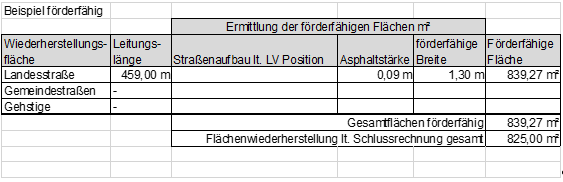 Beispiel förderfähig
Ermittlung der förderfähigen Flächen m²
Wiederherstellungs- Leitungs- förderfähige Förderfähige
fläche länge Straßenaufbau lt. LV Position Asphaltstärke Breite Fläche
Landesstraße 459,00 m 0,09 m 1,30 m 839,27 m²
Gemeindestraßen -
Gehstige -
Gesamtflächen förderfähig 839,27 m²
Flächenwiederherstellung lt. Schlussrechnung gesamt 825,00 m²